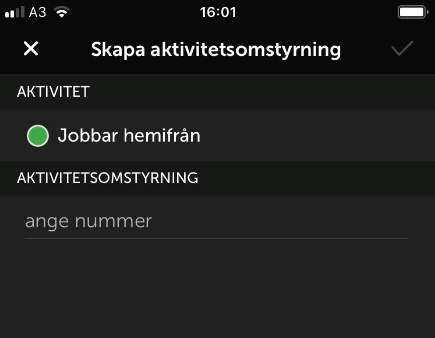 A3 16:01
Skapa aktivitetsomstyrning
AKTIVITET
Jobbar hemifrån
AKTIVITETSOMSTYRNING
ange nummer